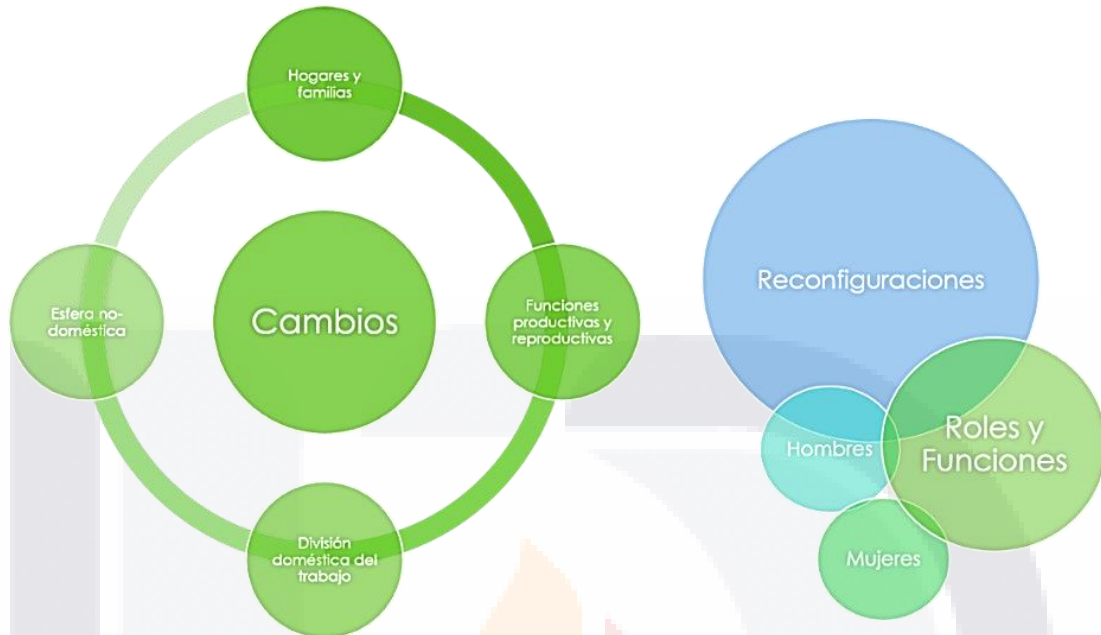 Hogares y
familias
Esfera no-
doméstica
Cambios
Funciones
productivas y
reproductivas
División
doméstica del
trabajo
Reconfiguraciones
Hombres
Roles y
Funciones
Mujeres